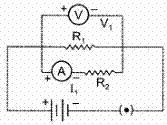 + V −
V₁
R₁
+ A −
R₂
I₁
+ −
(•)